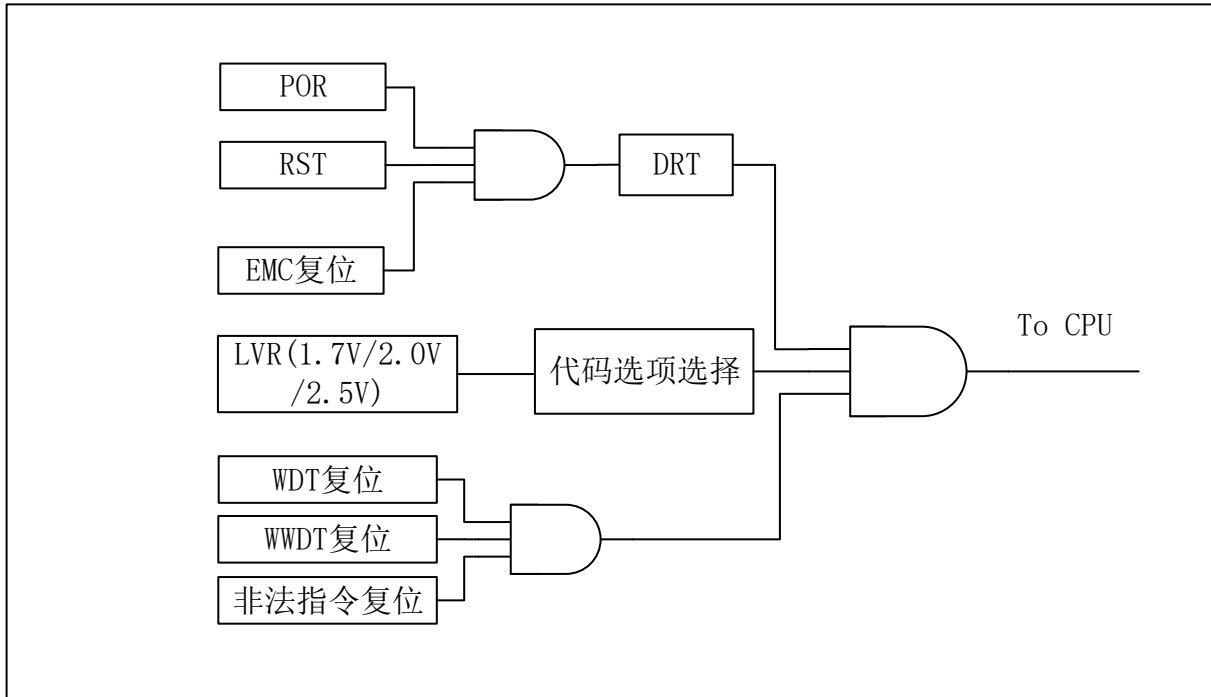 POR
RST
DRT
EMC复位
LVR(1.7V/2.0V
/2.5V)
代码选项选择
To CPU
WDT复位
WWDT复位
非法指令复位